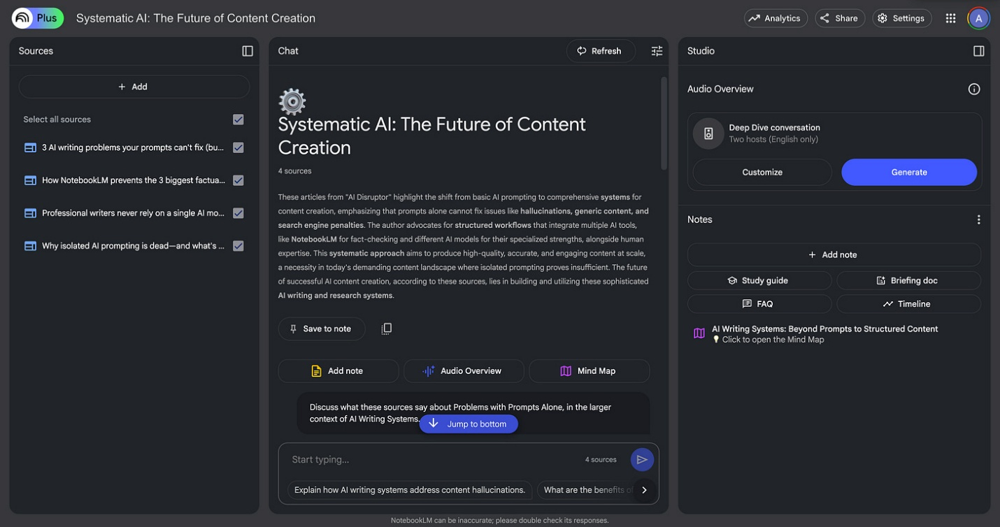 Plus
Systematic AI: The Future of Content Creation
Analytics
Share
Settings
A
Sources
Add
Select all sources
3 AI writing problems your prompts can't fix (bu...
How NotebookLM prevents the 3 biggest factua...
Professional writers never rely on a single AI mo...
Why isolated AI prompting is dead—and what's ...
Chat
Refresh
Systematic AI: The Future of Content
Creation
4 sources
These articles from "AI Disruptor" highlight the shift from basic AI prompting to comprehensive systems for
content creation, emphasizing that prompts alone cannot fix issues like hallucinations, generic content, and
search engine penalties. The author advocates for structured workflows that integrate multiple AI tools,
like NotebookLM for fact-checking and different AI models for their specialized strengths, alongside human
expertise. This systematic approach aims to produce high-quality, accurate, and engaging content at scale,
a necessity in today's demanding content landscape where isolated prompting proves insufficient. The future
of successful AI content creation, according to these sources, lies in building and utilizing these sophisticated
AI writing and research systems.
Save to note
Add note
Audio Overview
Mind Map
Discuss what these sources say about Problems with Prompts Alone, in the larger
context of AI Writing Systems.
Jump to bottom
Start typing...
4 sources
Explain how AI writing systems address content hallucinations.
What are the benefits of
NotebookLM can be inaccurate; please double check its responses.
Studio
Audio Overview
Deep Dive conversation
Two hosts (English only)
Customize
Generate
Notes
Add note
Study guide
Briefing doc
FAQ
Timeline
AI Writing Systems: Beyond Prompts to Structured Content
Click to open the Mind Map